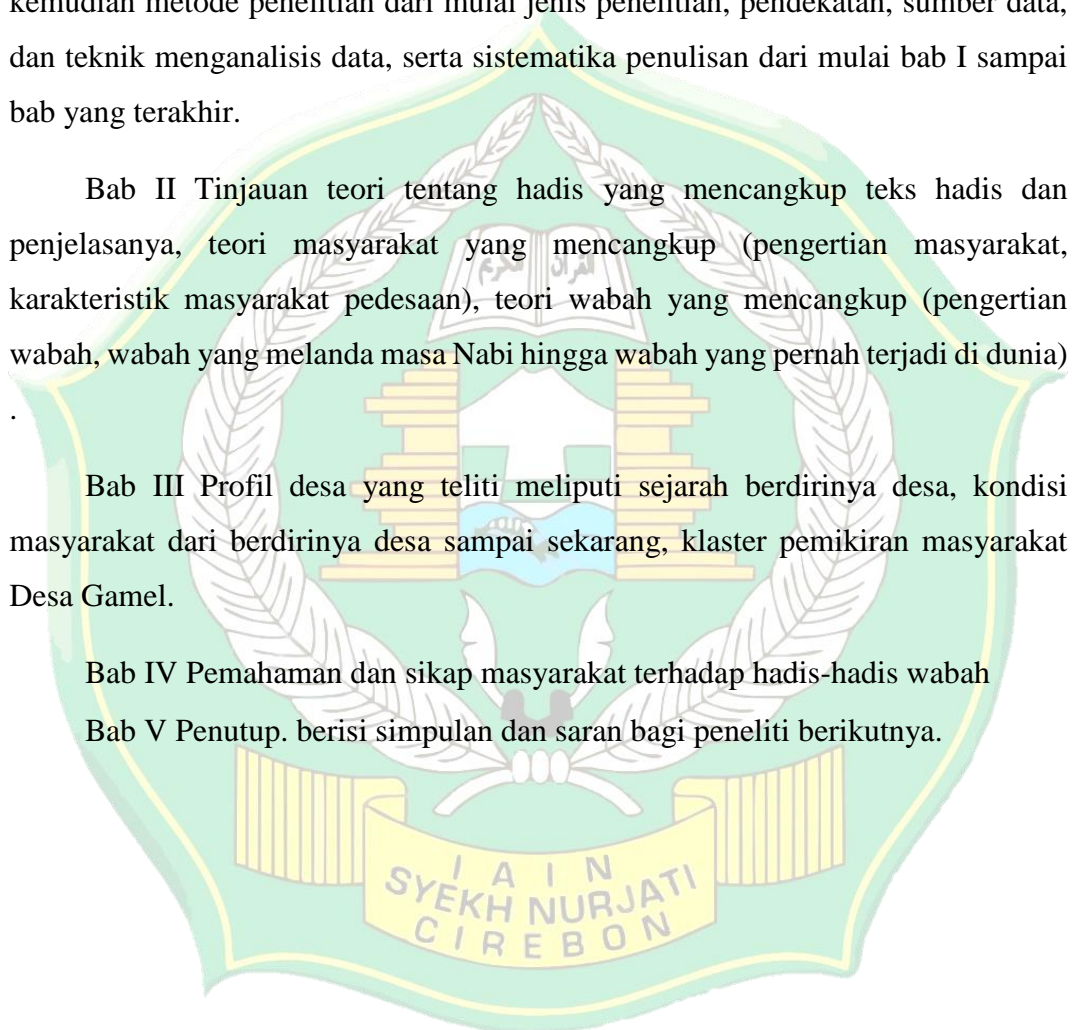 kemudian metode penelitian dari mulai jenis penelitian, pendekatan, sumber data,
dan teknik menganalisis data, serta sistematika penulisan dari mulai bab I sampai
bab yang terakhir.
Bab II Tinjauan teori tentang hadis yang mencangkup teks hadis dan
penjelasanya, teori masyarakat yang mencangkup (pengertian masyarakat,
karakteristik masyarakat pedesaan), teori wabah yang mencangkup (pengertian
wabah, wabah yang melanda masa Nabi hingga wabah yang pernah terjadi di dunia)
.
Bab III Profil desa yang teliti meliputi sejarah berdirinya desa, kondisi
masyarakat dari berdirinya desa sampai sekarang, klaster pemikiran masyarakat
Desa Gamel.
Bab IV Pemahaman dan sikap masyarakat terhadap hadis-hadis wabah
Bab V Penutup. berisi simpulan dan saran bagi peneliti berikutnya.
IAIN
SYEKH NURJATI
CIREBON